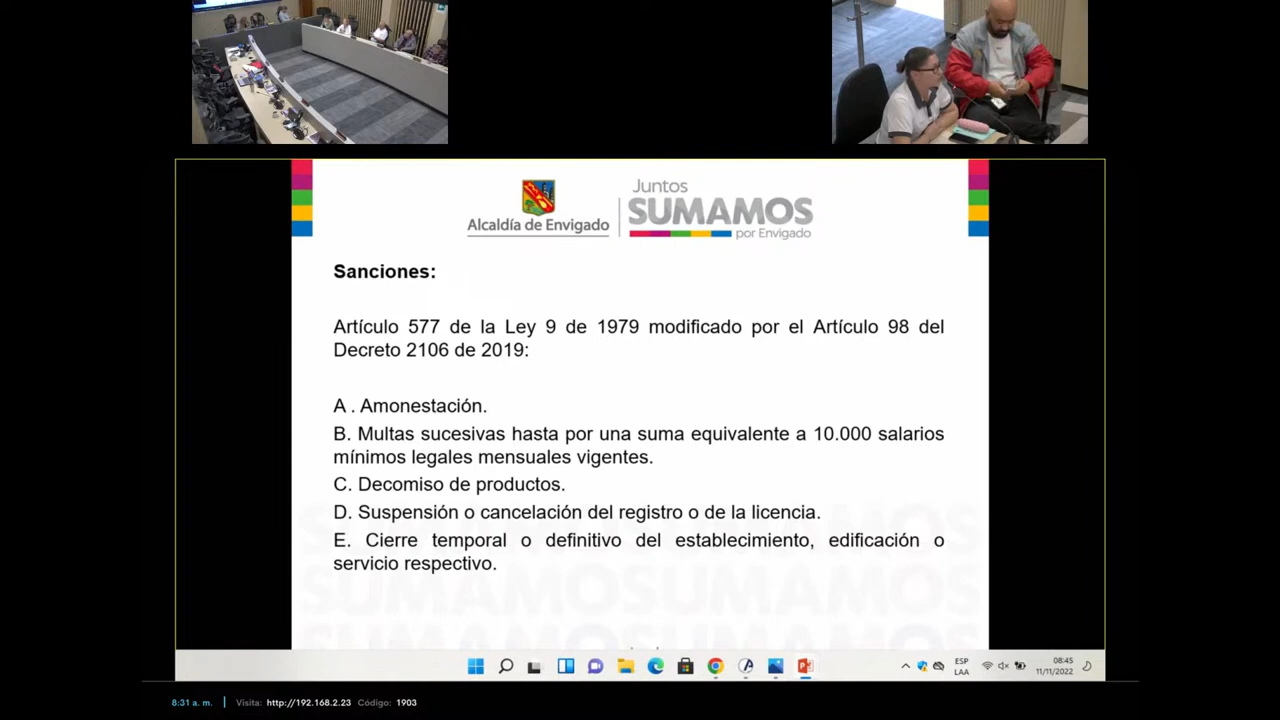 Alcaldía de Envigado
Juntos
SUMAMOS
por Envigado
Sanciones:
Artículo 577 de la Ley 9 de 1979 modificado por el Artículo 98 del
Decreto 2106 de 2019:
A . Amonestación.
B. Multas sucesivas hasta por una suma equivalente a 10.000 salarios
mínimos legales mensuales vigentes.
C. Decomiso de productos.
D. Suspensión o cancelación del registro o de la licencia.
E. Cierre temporal o definitivo del establecimiento, edificación o
servicio respectivo.
SUMAMOSUMAMOS
SUMAMOSUMAMOS
SUMAMOSUMAMOS
ESP
LAA
08:45
11/11/2022
8:31 a. m. | Visita: http://192.168.2.23 Código: 1903